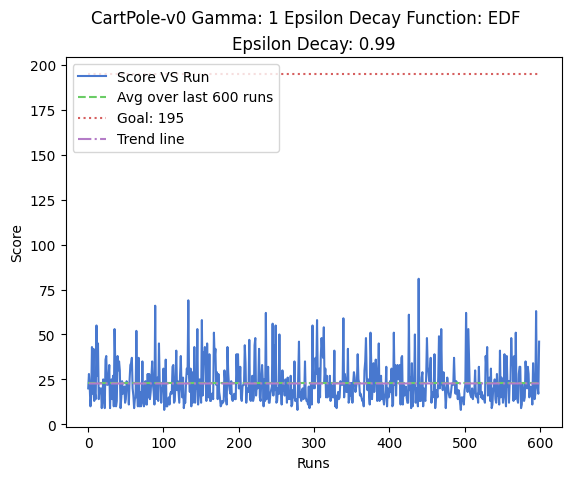 CartPole-v0 Gamma: 1 Epsilon Decay Function: EDF
Epsilon Decay: 0.99
200
175
150
125
100
75
50
25
0
Score
Score VS Run
Avg over last 600 runs
Goal: 195
Trend line
0 100 200 300 400 500 600
Runs